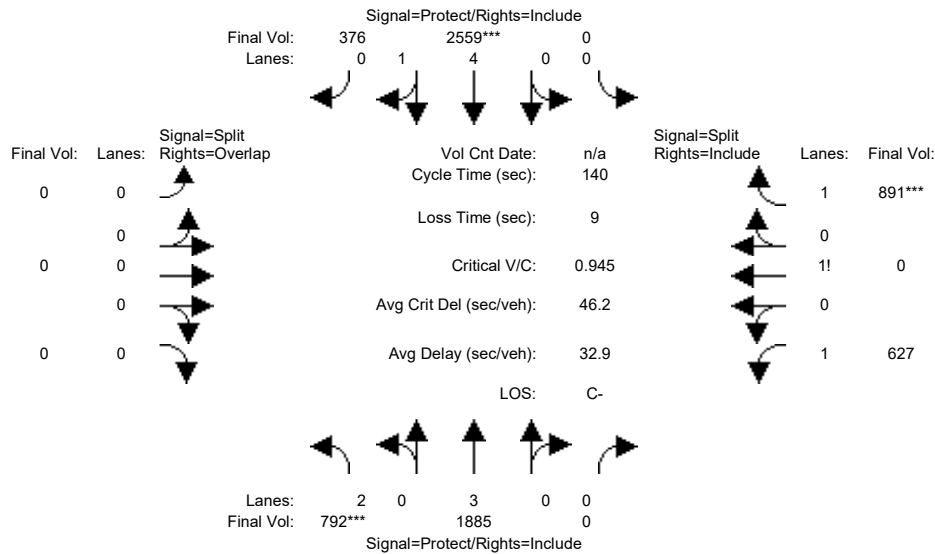 Signal=Protect/Rights=Include
Final Vol: 376 2559*** 0
Lanes: 0 1 4 0 0
Signal=Split Signal=Split
Final Vol: Lanes: Rights=Overlap Vol Cnt Date: n/a Rights=Include Lanes: Final Vol:
Cycle Time (sec): 140
0 0 1 891***
Loss Time (sec): 9
0 0
0 0 Critical V/C: 0.945 1! 0
0 Avg Crit Del (sec/veh): 46.2 0
0 0 Avg Delay (sec/veh): 32.9 1 627
LOS: C-
Lanes: 2 0 3 0 0
Final Vol: 792*** 1885 0
Signal=Protect/Rights=Include